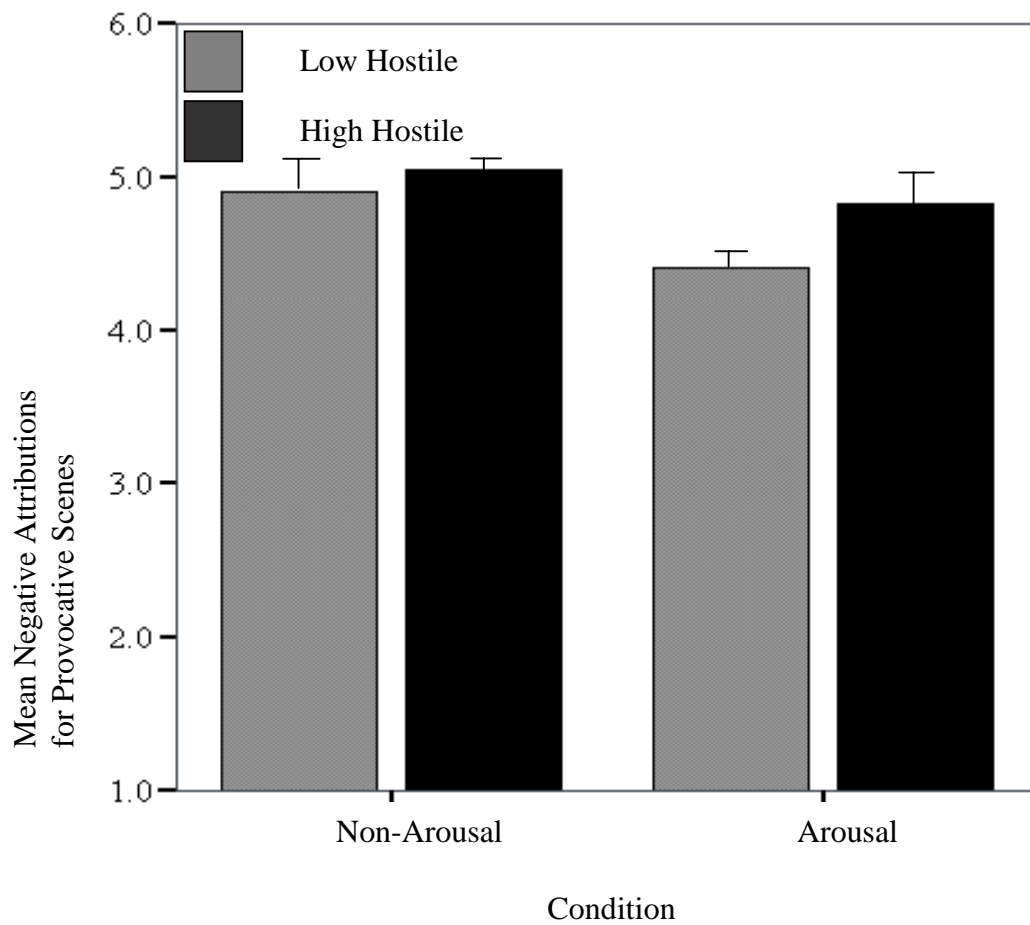 6.0
Low Hostile
High Hostile
5.0
4.0
3.0
2.0
1.0
Mean Negative Attributions
for Provocative Scenes
Non-Arousal
Arousal
Condition